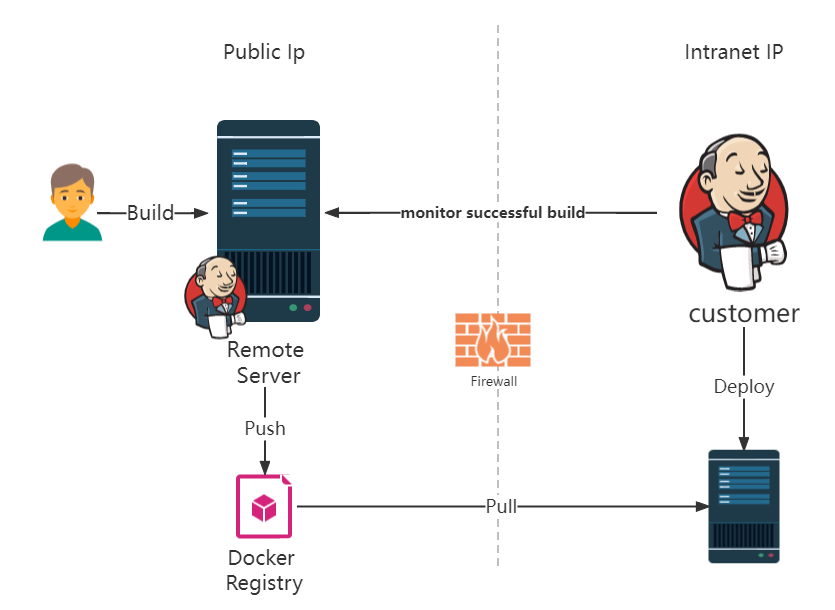 Public Ip
Intranet IP
Build
monitor successful build
customer
Remote
Server
Firewall
Deploy
Push
Pull
Docker
Registry